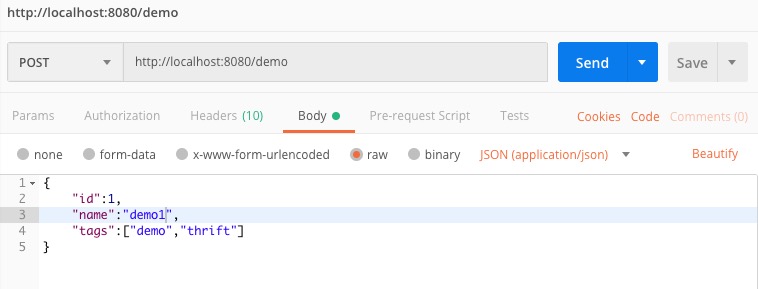 http://localhost:8080/demo
POST http://localhost:8080/demo Send Save
Params Authorization Headers (10) Body Pre-request Script Tests Cookies Code Comments (0)
none form-data x-www-form-urlencoded raw binary JSON (application/json) Beautify
1 {
2 "id":1,
3 "name":"demo1",
4 "tags":["demo","thrift"]
5 }